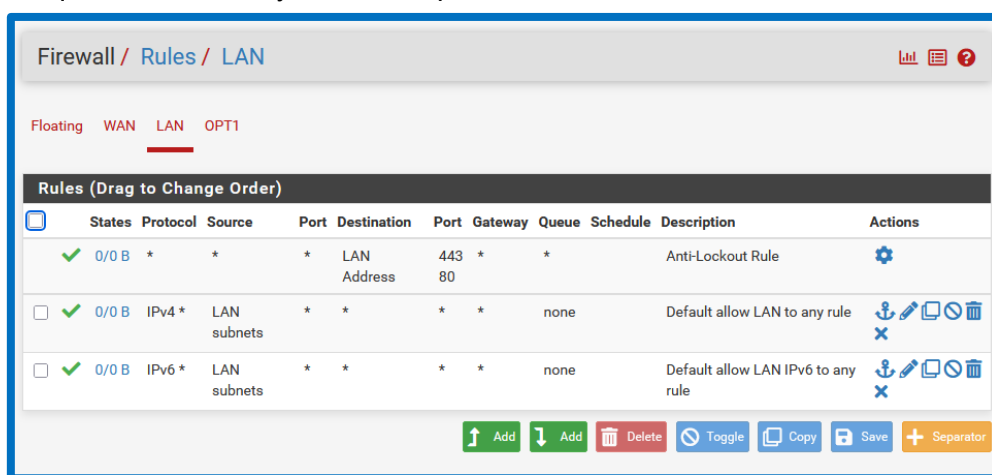 Firewall / Rules / LAN
Floating WAN LAN OPT1
Rules (Drag to Change Order)
States Protocol Source Port Destination Port Gateway Queue Schedule Description Actions
0/0 B * * * LAN Address 443 80 * * Anti-Lockout Rule
0/0 B IPv4 * LAN subnets * * * * none Default allow LAN to any rule
0/0 B IPv6 * LAN subnets * * * * none Default allow LAN IPv6 to any rule
Add Add Delete Toggle Copy Save Separator